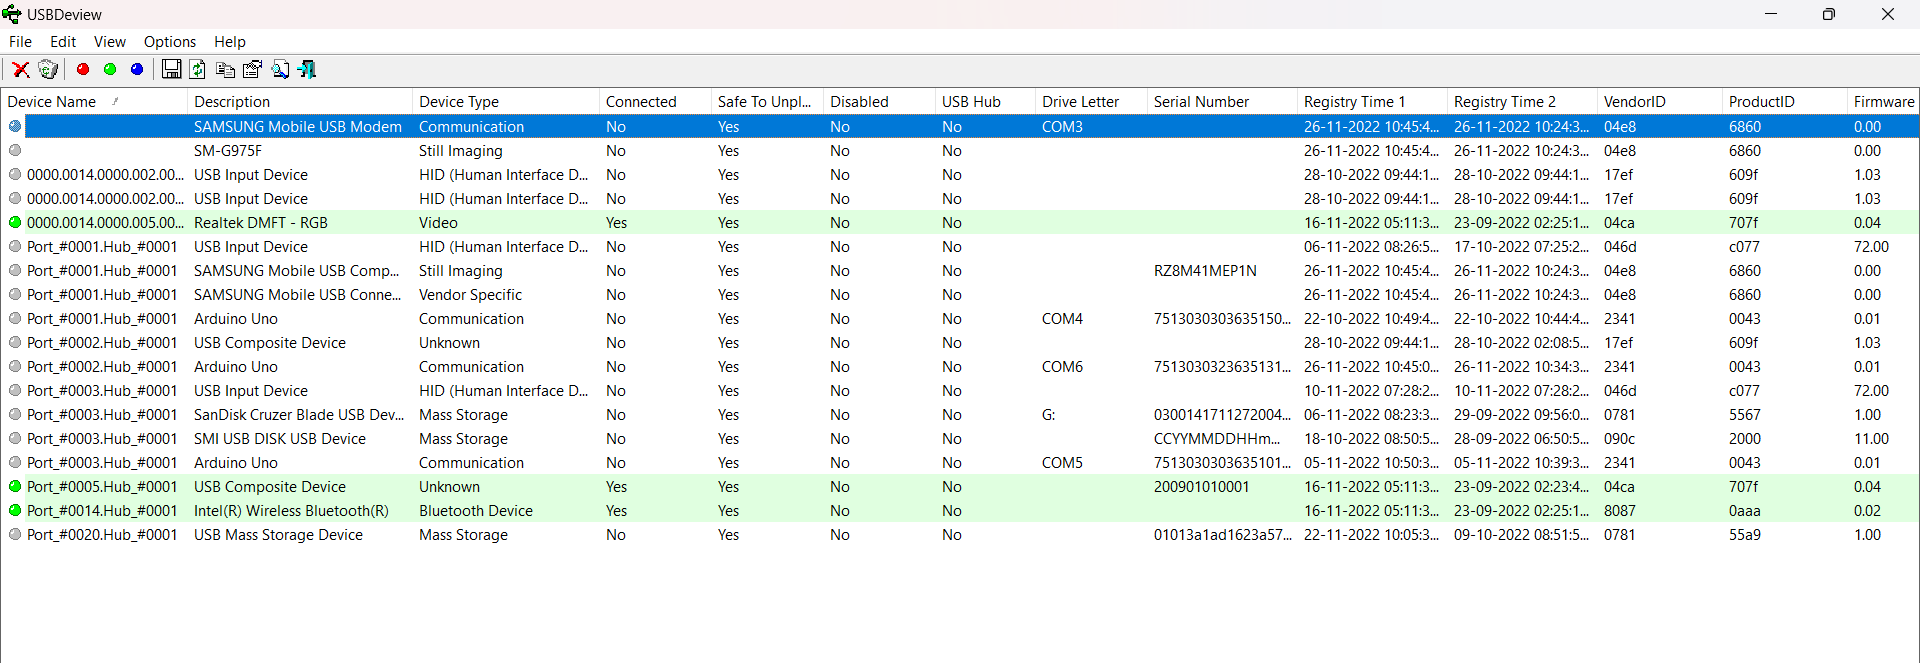 USBDeview
File Edit View Options Help
Device Name Description Device Type Connected Safe To Unpl... Disabled USB Hub Drive Letter Serial Number Registry Time 1 Registry Time 2 VendorID ProductID Firmware
SAMSUNG Mobile USB Modem Communication No Yes No No COM3 26-11-2022 10:45:4... 26-11-2022 10:24:3... 04e8 6860 0.00
SM-G975F Still Imaging No Yes No No 26-11-2022 10:45:4... 26-11-2022 10:24:3... 04e8 6860 0.00
0000.0014.0000.002.00... USB Input Device HID (Human Interface D... No Yes No No 28-10-2022 09:44:1... 28-10-2022 09:44:1... 17ef 609f 1.03
0000.0014.0000.002.00... USB Input Device HID (Human Interface D... No Yes No No 28-10-2022 09:44:1... 28-10-2022 09:44:1... 17ef 609f 1.03
0000.0014.0000.005.00... Realtek DMFT - RGB Video Yes Yes No No 16-11-2022 05:11:3... 23-09-2022 02:25:1... 04ca 707f 0.04
Port_#0001.Hub_#0001 USB Input Device HID (Human Interface D... No Yes No No 06-11-2022 08:26:5... 17-10-2022 07:25:2... 046d c077 72.00
Port_#0001.Hub_#0001 SAMSUNG Mobile USB Comp... Still Imaging No Yes No No RZ8M41MEP1N 26-11-2022 10:45:4... 26-11-2022 10:24:3... 04e8 6860 0.00
Port_#0001.Hub_#0001 SAMSUNG Mobile USB Conne... Vendor Specific No Yes No No 26-11-2022 10:45:4... 26-11-2022 10:24:3... 04e8 6860 0.00
Port_#0001.Hub_#0001 Arduino Uno Communication No Yes No No COM4 7513030303635150... 22-10-2022 10:49:4... 22-10-2022 10:44:4... 2341 0043 0.01
Port_#0002.Hub_#0001 USB Composite Device Unknown No Yes No No 28-10-2022 09:44:1... 28-10-2022 02:08:5... 17ef 609f 1.03
Port_#0002.Hub_#0001 Arduino Uno Communication No Yes No No COM6 7513030323635131... 26-11-2022 10:45:0... 26-11-2022 10:34:3... 2341 0043 0.01
Port_#0003.Hub_#0001 USB Input Device HID (Human Interface D... No Yes No No 10-11-2022 07:28:2... 10-11-2022 07:28:2... 046d c077 72.00
Port_#0003.Hub_#0001 SanDisk Cruzer Blade USB Dev... Mass Storage No Yes No No G: 0300141711272004... 06-11-2022 08:23:3... 29-09-2022 09:56:0... 0781 5567 1.00
Port_#0003.Hub_#0001 SMI USB DISK USB Device Mass Storage No Yes No No CCYYMMDDHHm... 18-10-2022 08:50:5... 28-09-2022 06:50:5... 090c 2000 11.00
Port_#0003.Hub_#0001 Arduino Uno Communication No Yes No No COM5 7513030303635101... 05-11-2022 10:50:3... 05-11-2022 10:39:3... 2341 0043 0.01
Port_#0005.Hub_#0001 USB Composite Device Unknown Yes Yes No No 200901010001 16-11-2022 05:11:3... 23-09-2022 02:23:4... 04ca 707f 0.04
Port_#0014.Hub_#0001 Intel(R) Wireless Bluetooth(R) Bluetooth Device Yes Yes No No 16-11-2022 05:11:3... 23-09-2022 02:25:1... 8087 0aaa 0.02
Port_#0020.Hub_#0001 USB Mass Storage Device Mass Storage No Yes No No 01013a1ad1623a57... 22-11-2022 10:05:3... 09-10-2022 08:51:5... 0781 55a9 1.00